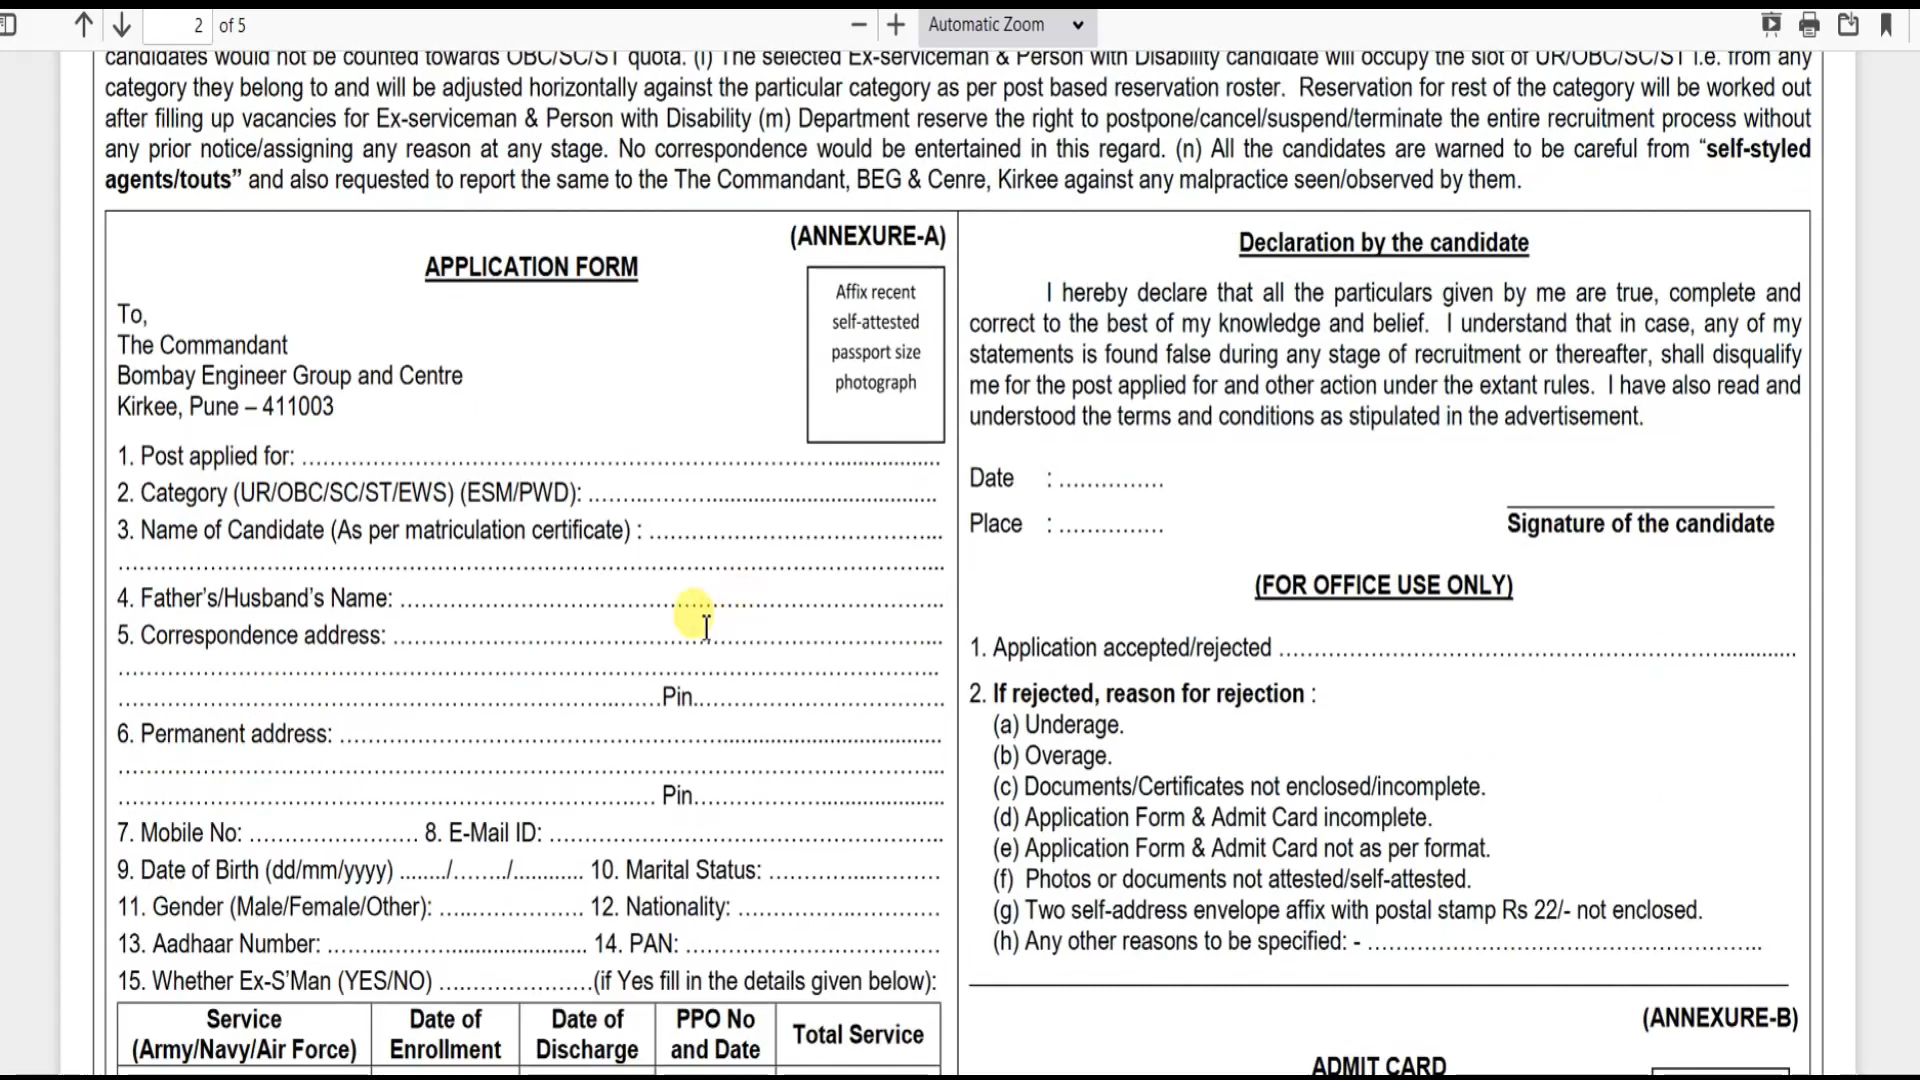 2 of 5
Automatic Zoom
candidates would not be counted towards OBC/SC/ST quota. (l) The selected Ex-serviceman & Person with Disability candidate will occupy the slot of UR/OBC/SC/ST i.e. from any
category they belong to and will be adjusted horizontally against the particular category as per post based reservation roster. Reservation for rest of the category will be worked out
after filling up vacancies for Ex-serviceman & Person with Disability (m) Department reserve the right to postpone/cancel/suspend/terminate the entire recruitment process without
any prior notice/assigning any reason at any stage. No correspondence would be entertained in this regard. (n) All the candidates are warned to be careful from “self-styled
agents/touts” and also requested to report the same to the The Commandant, BEG & Cenre, Kirkee against any malpractice seen/observed by them.
(ANNEXURE-A)
APPLICATION FORM
Affix recent
self-attested
passport size
photograph
To,
The Commandant
Bombay Engineer Group and Centre
Kirkee, Pune – 411003
1. Post applied for: ..............................
2. Category (UR/OBC/SC/ST/EWS) (ESM/PWD): ..............................
3. Name of Candidate (As per matriculation certificate) : ..............................
..............................
4. Father’s/Husband’s Name: ..............................
5. Correspondence address: ..............................
..............................
..............................Pin..............................
6. Permanent address: ..............................
..............................
.............................. Pin..............................
7. Mobile No: ...................... 8. E-Mail ID: ..............................
9. Date of Birth (dd/mm/yyyy) ......../......../............ 10. Marital Status: ..............................
11. Gender (Male/Female/Other): ...................... 12. Nationality: ..............................
13. Aadhaar Number: .............................. 14. PAN: ..............................
15. Whether Ex-S’Man (YES/NO) ......................(if Yes fill in the details given below):
Service
(Army/Navy/Air Force)
Date of
Enrollment
Date of
Discharge
PPO No
and Date
Total Service
Declaration by the candidate
I hereby declare that all the particulars given by me are true, complete and
correct to the best of my knowledge and belief. I understand that in case, any of my
statements is found false during any stage of recruitment or thereafter, shall disqualify
me for the post applied for and other action under the extant rules. I have also read and
understood the terms and conditions as stipulated in the advertisement.
Date : ...............
Place : ...............
Signature of the candidate
(FOR OFFICE USE ONLY)
1. Application accepted/rejected ..............................
2. If rejected, reason for rejection :
(a) Underage.
(b) Overage.
(c) Documents/Certificates not enclosed/incomplete.
(d) Application Form & Admit Card incomplete.
(e) Application Form & Admit Card not as per format.
(f) Photos or documents not attested/self-attested.
(g) Two self-address envelope affix with postal stamp Rs 22/- not enclosed.
(h) Any other reasons to be specified: - ..............................
(ANNEXURE-B)
ADMIT CARD